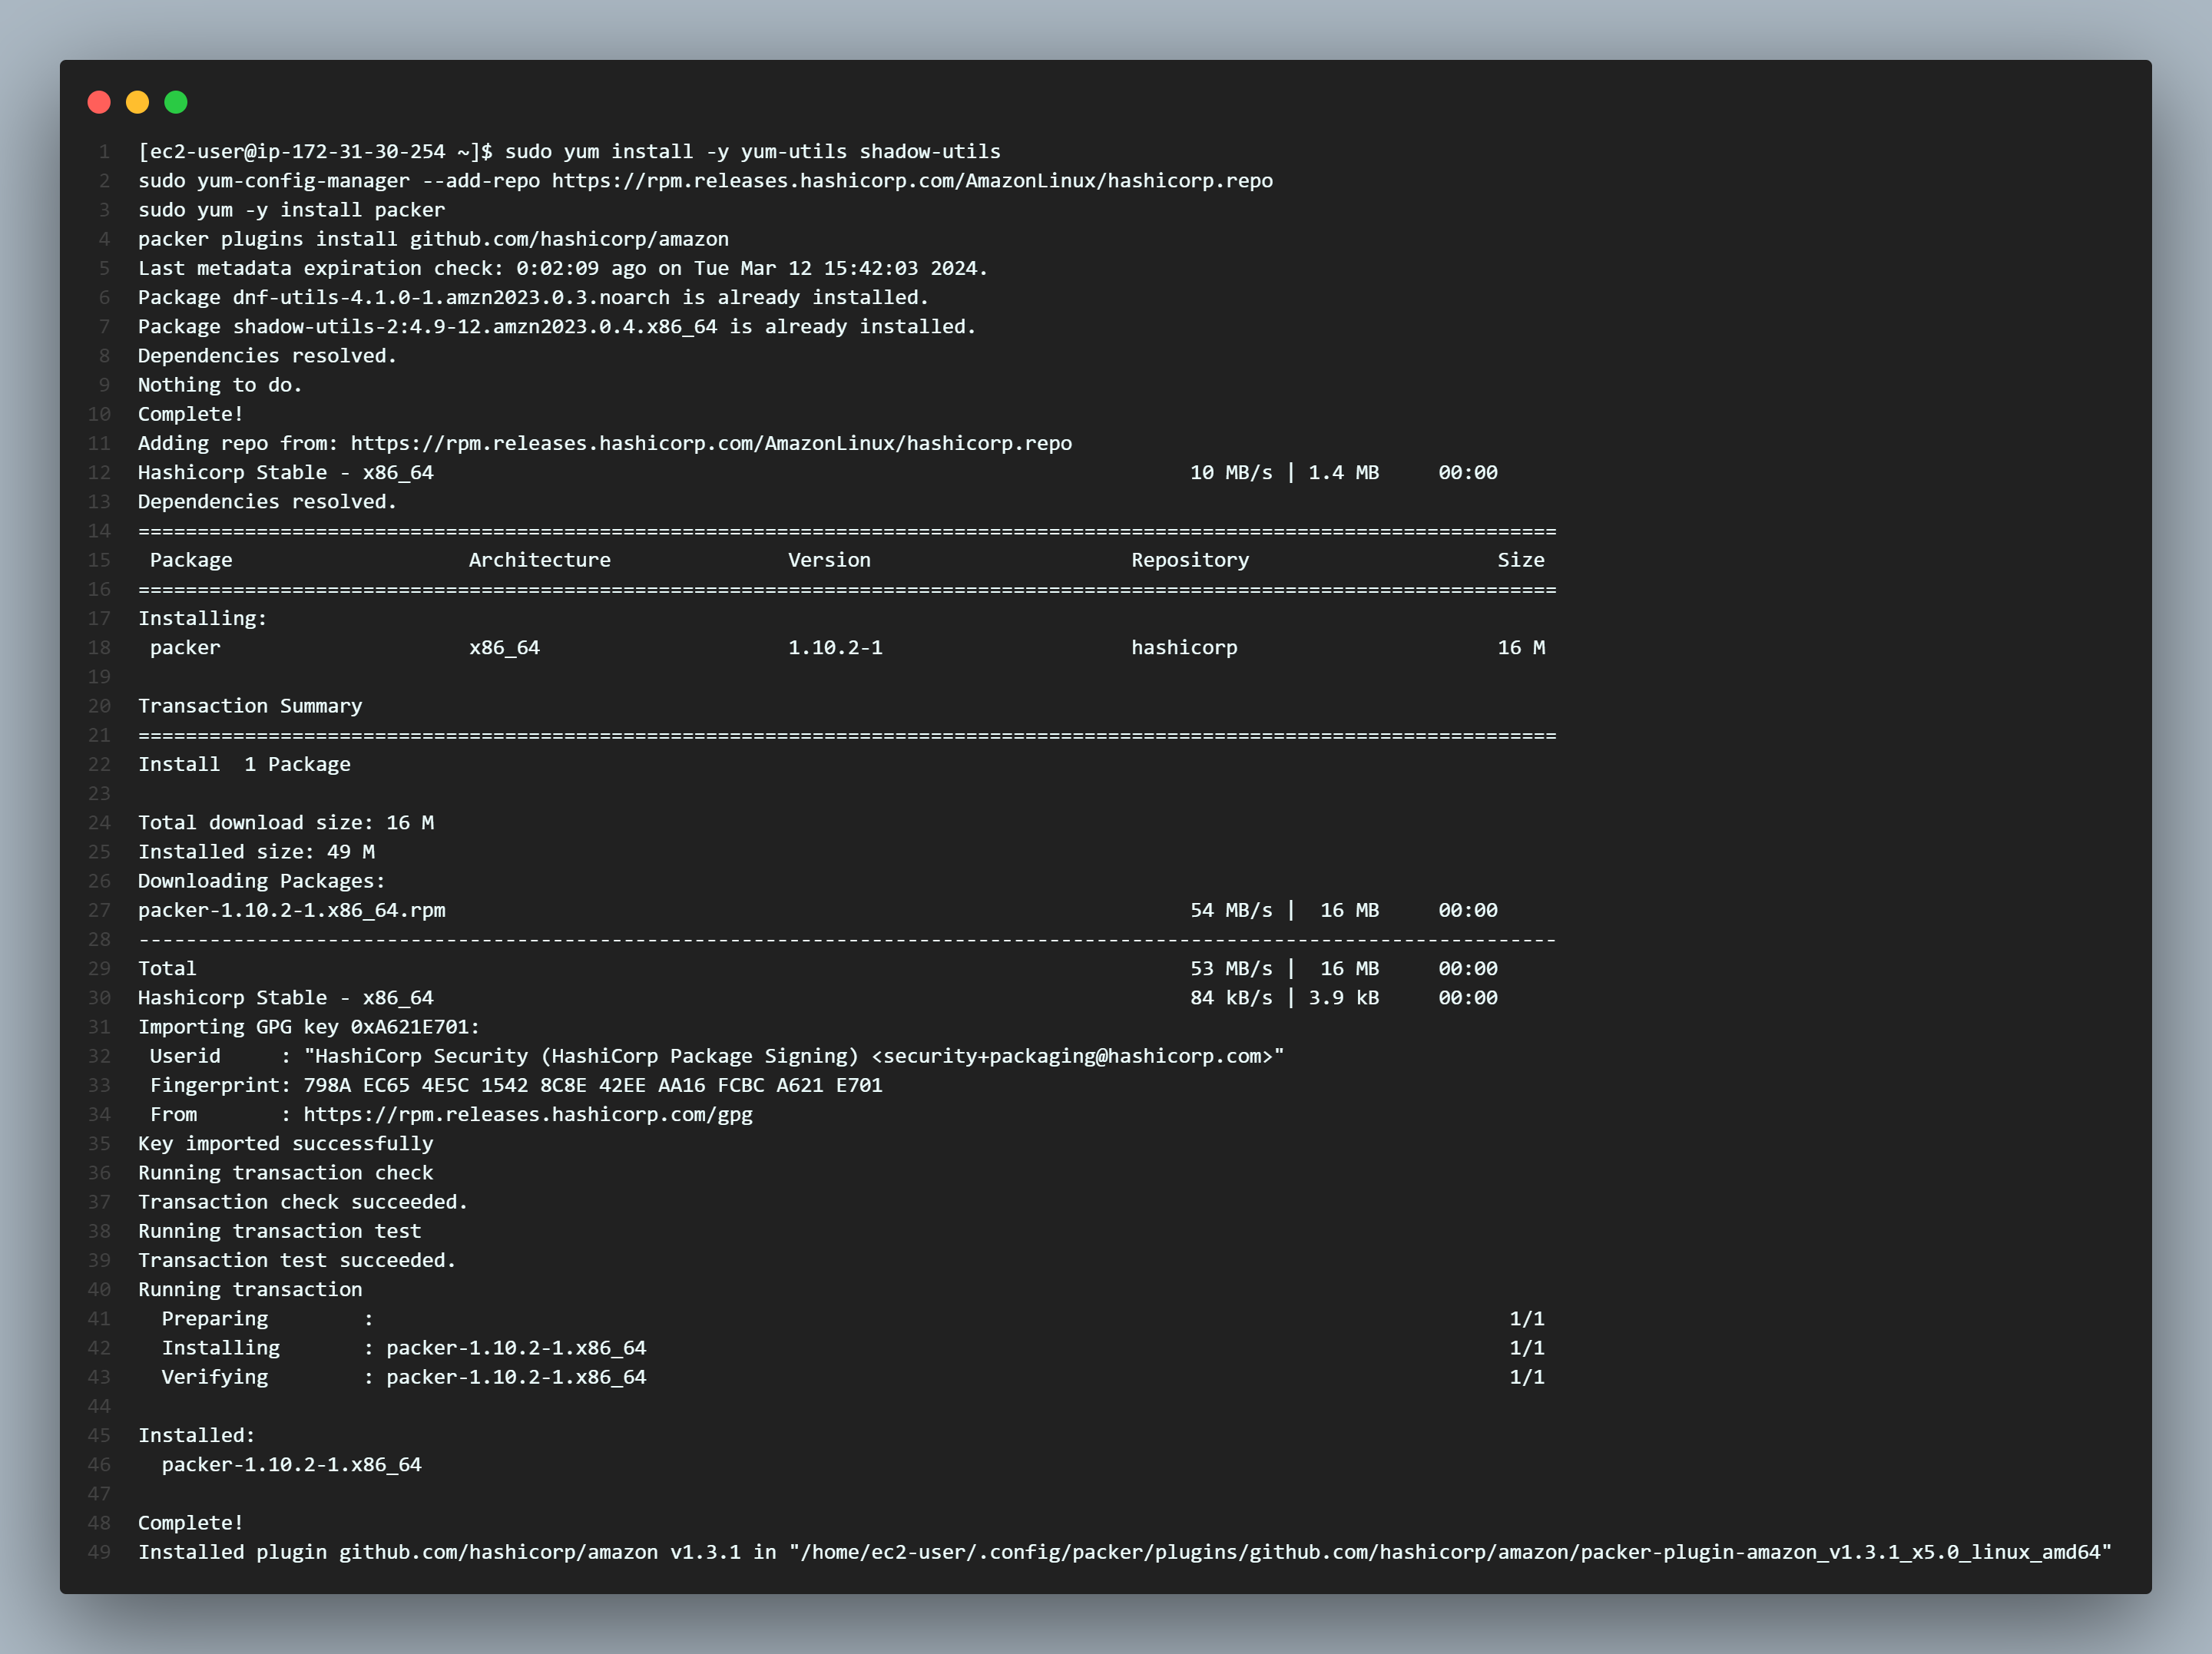 1 [ec2-user@ip-172-31-30-254 ~]$ sudo yum install -y yum-utils shadow-utils
2 sudo yum-config-manager --add-repo https://rpm.releases.hashicorp.com/AmazonLinux/hashicorp.repo
3 sudo yum -y install packer
4 packer plugins install github.com/hashicorp/amazon
5 Last metadata expiration check: 0:02:09 ago on Tue Mar 12 15:42:03 2024.
6 Package dnf-utils-4.1.0-1.amzn2023.0.3.noarch is already installed.
7 Package shadow-utils-2:4.9-12.amzn2023.0.4.x86_64 is already installed.
8 Dependencies resolved.
9 Nothing to do.
10 Complete!
11 Adding repo from: https://rpm.releases.hashicorp.com/AmazonLinux/hashicorp.repo
12 Hashicorp Stable - x86_64 10 MB/s | 1.4 MB 00:00
13 Dependencies resolved.
14 ========================================================================================================================
15 Package Architecture Version Repository Size
16 ========================================================================================================================
17 Installing:
18 packer x86_64 1.10.2-1 hashicorp 16 M
19
20 Transaction Summary
21 ========================================================================================================================
22 Install  1 Package
23
24 Total download size: 16 M
25 Installed size: 49 M
26 Downloading Packages:
27 packer-1.10.2-1.x86_64.rpm 54 MB/s |  16 MB 00:00
28 ------------------------------------------------------------------------------------------------------------------------
29 Total 53 MB/s |  16 MB 00:00
30 Hashicorp Stable - x86_64 84 kB/s | 3.9 kB 00:00
31 Importing GPG key 0xA621E701:
32 Userid     : "HashiCorp Security (HashiCorp Package Signing) <security+packaging@hashicorp.com>"
33 Fingerprint: 798A EC65 4E5C 1542 8C8E 42EE AA16 FCBC A621 E701
34 From       : https://rpm.releases.hashicorp.com/gpg
35 Key imported successfully
36 Running transaction check
37 Transaction check succeeded.
38 Running transaction test
39 Transaction test succeeded.
40 Running transaction
41 Preparing        : 1/1
42 Installing       : packer-1.10.2-1.x86_64 1/1
43 Verifying        : packer-1.10.2-1.x86_64 1/1
44
45 Installed:
46 packer-1.10.2-1.x86_64
47
48 Complete!
49 Installed plugin github.com/hashicorp/amazon v1.3.1 in "/home/ec2-user/.config/packer/plugins/github.com/hashicorp/amazon/packer-plugin-amazon_v1.3.1_x5.0_linux_amd64"